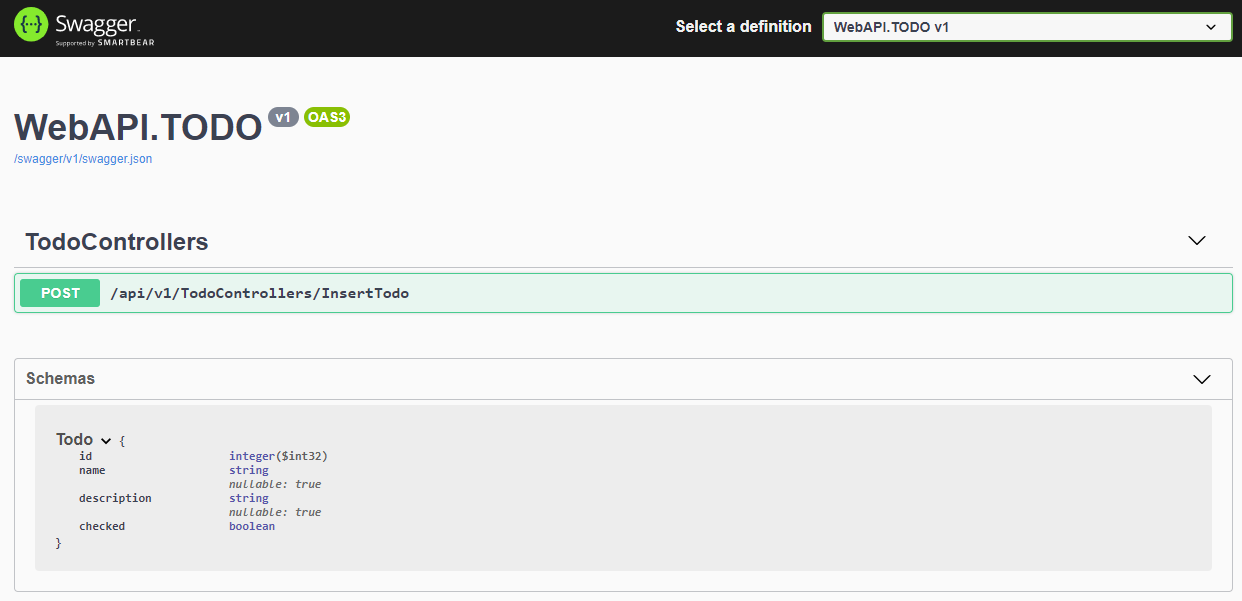 Swagger.
Supported by SMARTBEAR
Select a definition
WebAPI.TODO v1
WebAPI.TODO v1 OAS3
/swagger/v1/swagger.json
TodoControllers
POST /api/v1/TodoControllers/InsertTodo
Schemas
Todo {
id integer($int32)
name string
nullable: true
description string
nullable: true
checked boolean
}